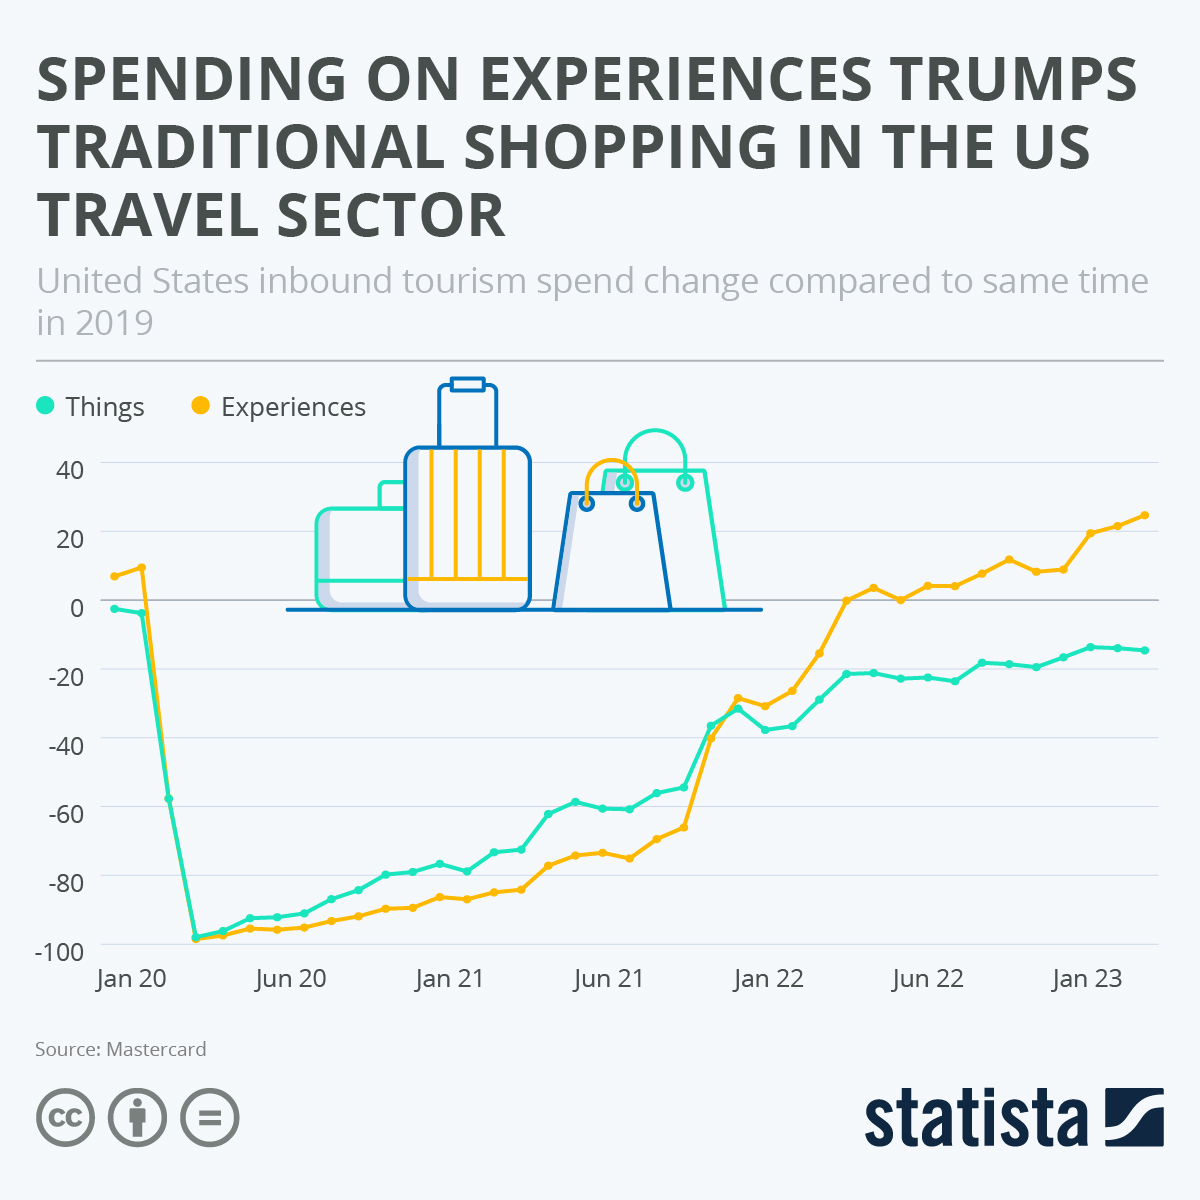 SPENDING ON EXPERIENCES TRUMPS
TRADITIONAL SHOPPING IN THE US
TRAVEL SECTOR
United States inbound tourism spend change compared to same time
in 2019
Things Experiences
40
20
0
-20
-40
-60
-80
-100
Jan 20 Jun 20 Jan 21 Jun 21 Jan 22 Jun 22 Jan 23
Source: Mastercard
cc
statista